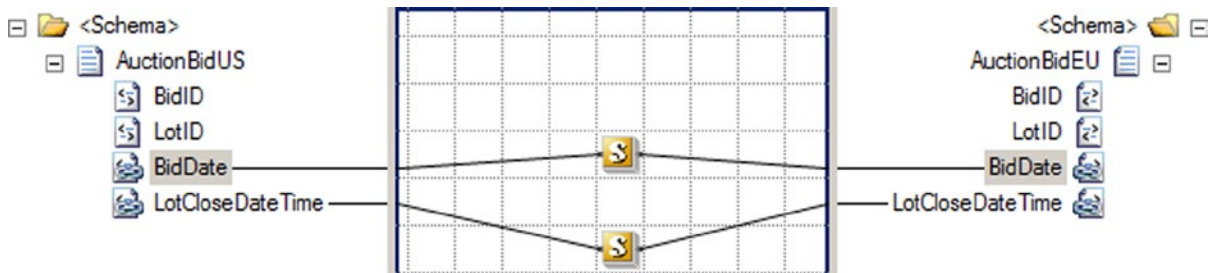 <Schema>
AuctionBidUS
BidID
LotID
BidDate
LotCloseDateTime
<Schema>
AuctionBidEU
BidID
LotID
BidDate
LotCloseDateTime